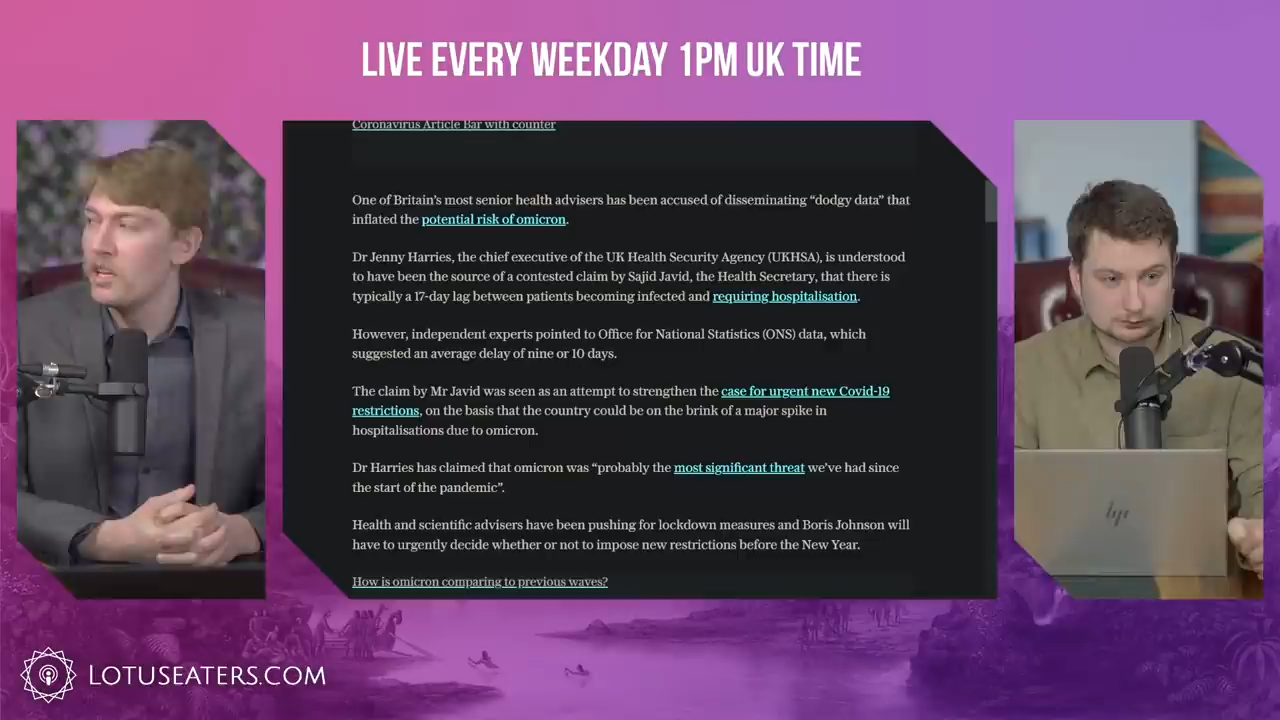 LIVE EVERY WEEKDAY 1PM UK TIME
Coronavirus Article Bar with counter
One of Britain's most senior health advisers has been accused of disseminating “dodgy data” that
inflated the potential risk of omicron.
Dr Jenny Harries, the chief executive of the UK Health Security Agency (UKHSA), is understood
to have been the source of a contested claim by Sajid Javid, the Health Secretary, that there is
typically a 17-day lag between patients becoming infected and requiring hospitalisation.
However, independent experts pointed to Office for National Statistics (ONS) data, which
suggested an average delay of nine or 10 days.
The claim by Mr Javid was seen as an attempt to strengthen the case for urgent new Covid-19
restrictions, on the basis that the country could be on the brink of a major spike in
hospitalisations due to omicron.
Dr Harries has claimed that omicron was “probably the most significant threat we've had since
the start of the pandemic”.
Health and scientific advisers have been pushing for lockdown measures and Boris Johnson will
have to urgently decide whether or not to impose new restrictions before the New Year.
How is omicron comparing to previous waves?
hp
LOTUSEATERS.COM